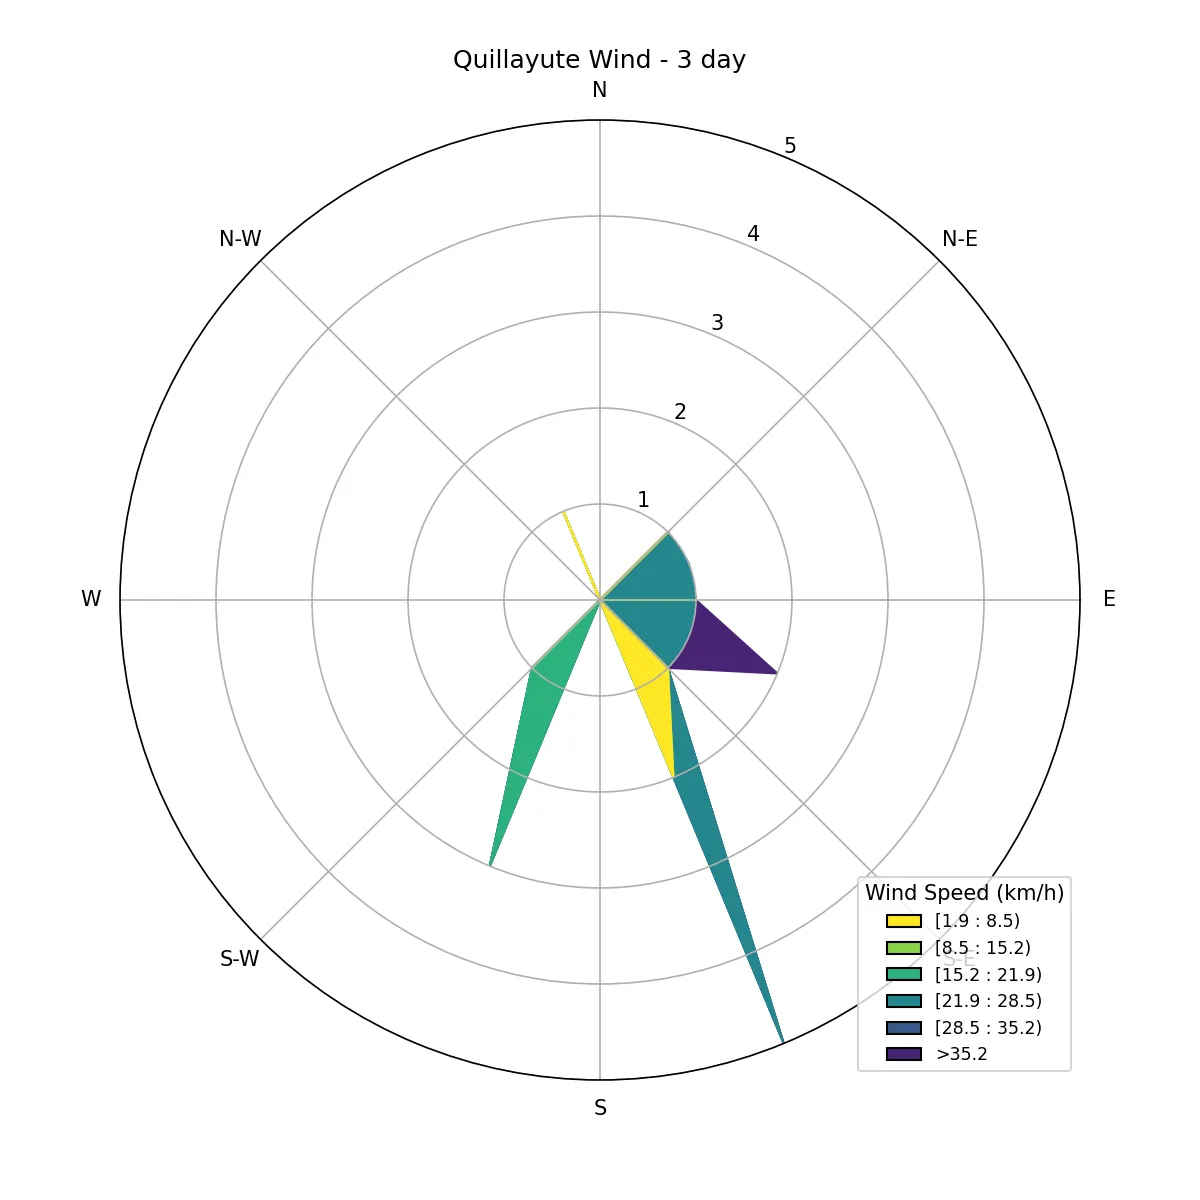 Quillayute Wind - 3 day
N
5
N-W
N-E
4
3
2
1
W
E
Wind Speed (km/h)
[1.9 : 8.5)
[8.5 : 15.2)
S-W
S-E
[15.2 : 21.9)
[21.9 : 28.5)
[28.5 : 35.2)
>35.2
S